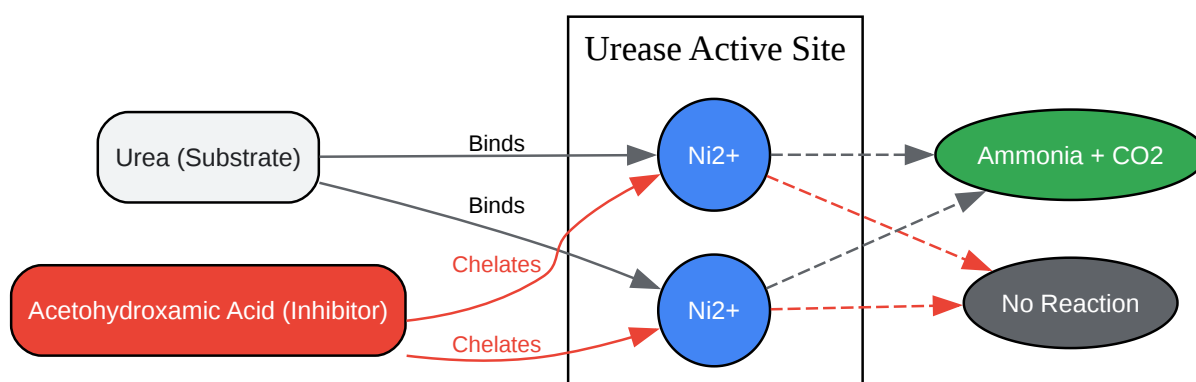 Urease Active Site
Urea (Substrate)
Binds
Ni2+
Ammonia + CO2
Binds
Chelates
Acetohydroxamic Acid (Inhibitor)
Ni2+
No Reaction
Chelates